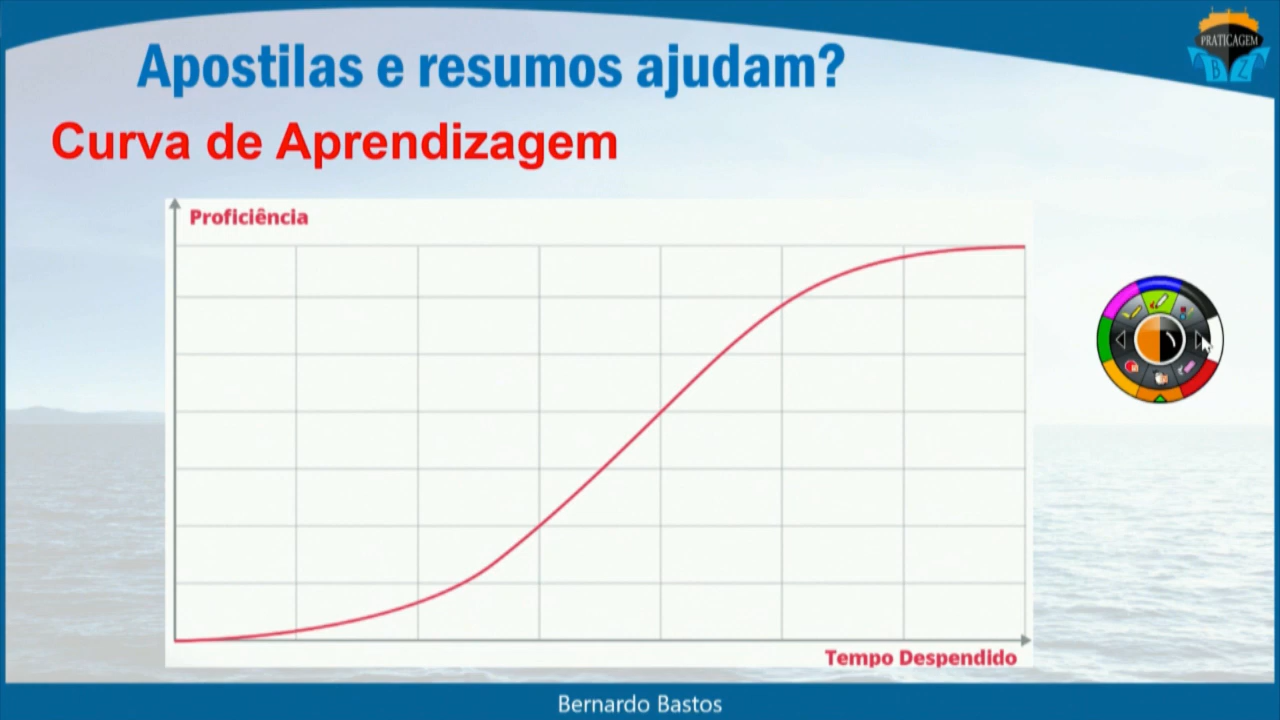 Apostilas e resumos ajudam?
PRATICAGEM
B Z
Curva de Aprendizagem
Proficiência
Tempo Despendido
Bernardo Bastos